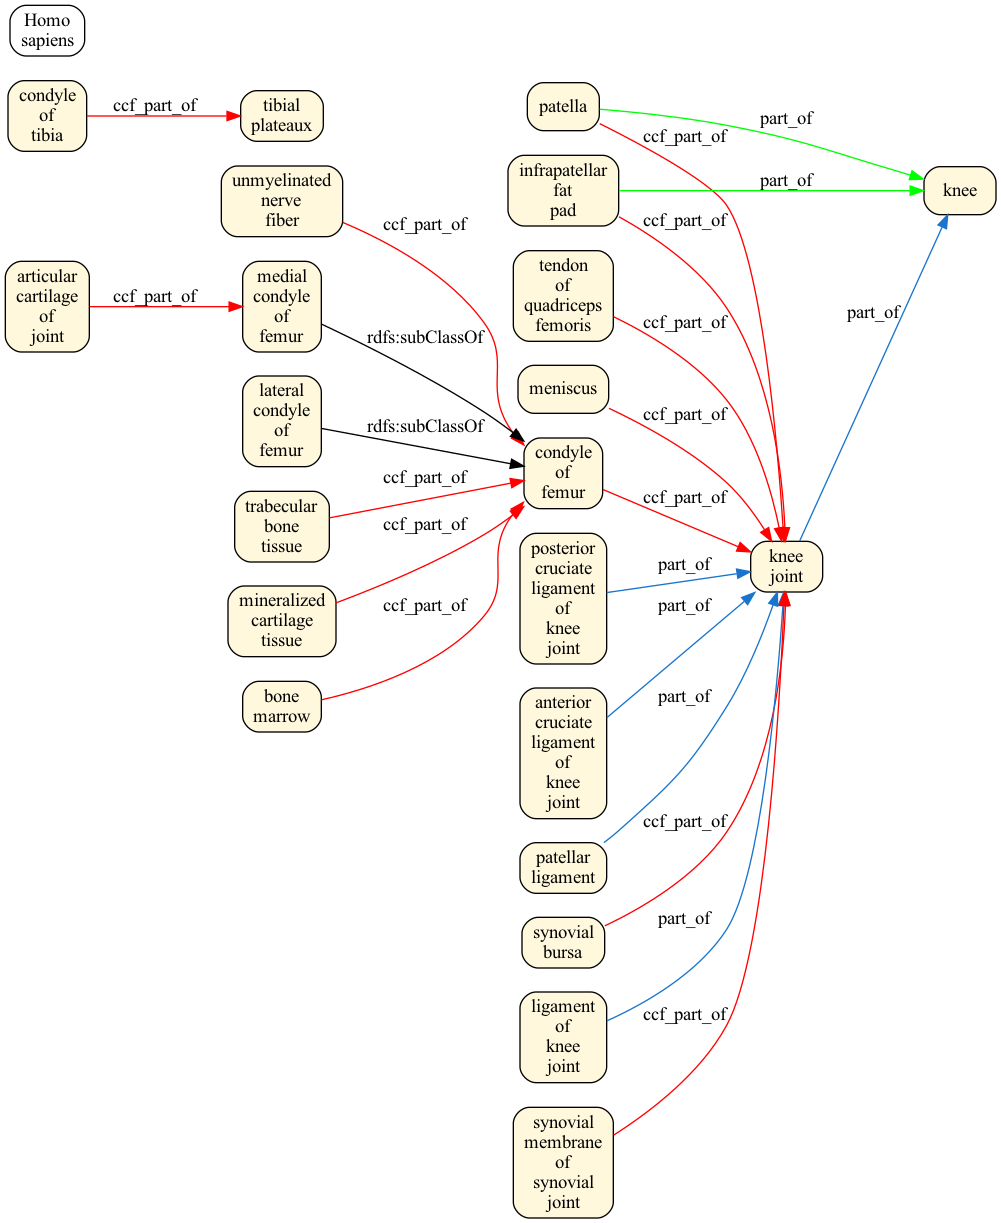 Homo
sapiens
condyle
of
tibia
ccf_part_of
tibial
plateaux
unmyelinated
nerve
fiber
ccf_part_of
articular
cartilage
of
joint
ccf_part_of
medial
condyle
of
femur
rdfs:subClassOf
lateral
condyle
of
femur
rdfs:subClassOf
trabecular
bone
tissue
ccf_part_of
mineralized
cartilage
tissue
ccf_part_of
bone
marrow
ccf_part_of
patella
part_of
ccf_part_of
infrapatellar
fat
pad
part_of
ccf_part_of
tendon
of
quadriceps
femoris
ccf_part_of
meniscus
ccf_part_of
condyle
of
femur
ccf_part_of
posterior
cruciate
ligament
of
knee
joint
part_of
anterior
cruciate
ligament
of
knee
joint
part_of
patellar
ligament
part_of
synovial
bursa
ccf_part_of
ligament
of
knee
joint
part_of
synovial
membrane
of
synovial
joint
ccf_part_of
knee
joint
part_of
knee